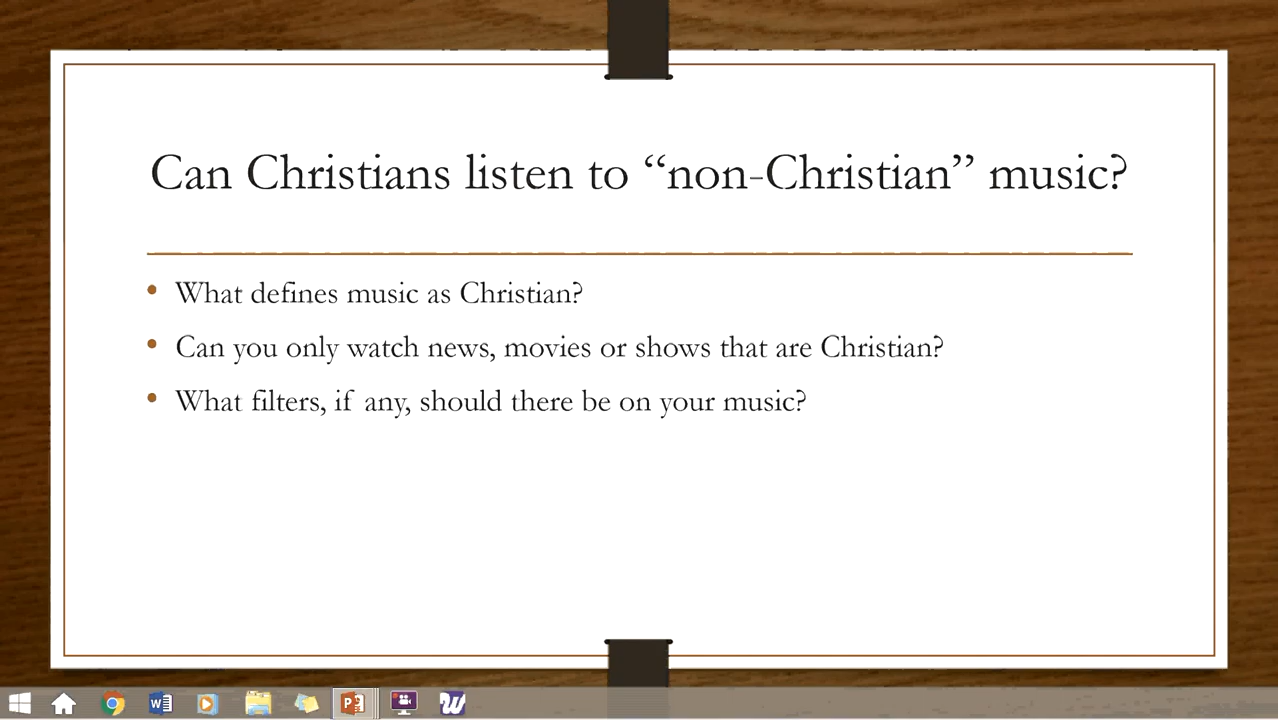 Can Christians listen to “non-Christian” music?
• What defines music as Christian?
• Can you only watch news, movies or shows that are Christian?
• What filters, if any, should there be on your music?